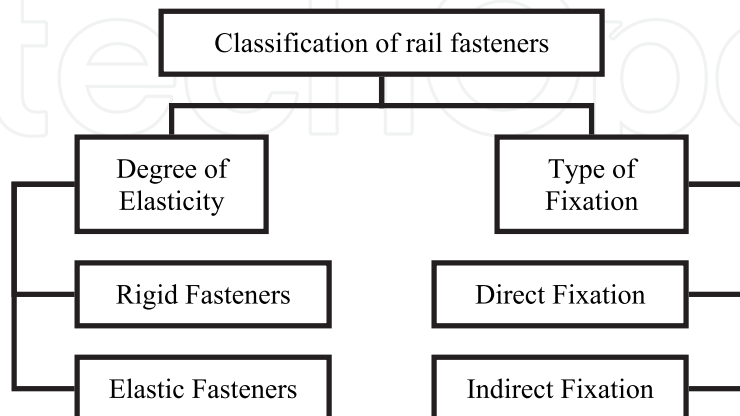 Classification of rail fasteners
Degree of
Elasticity
Type of
Fixation
Rigid Fasteners
Direct Fixation
Elastic Fasteners
Indirect Fixation